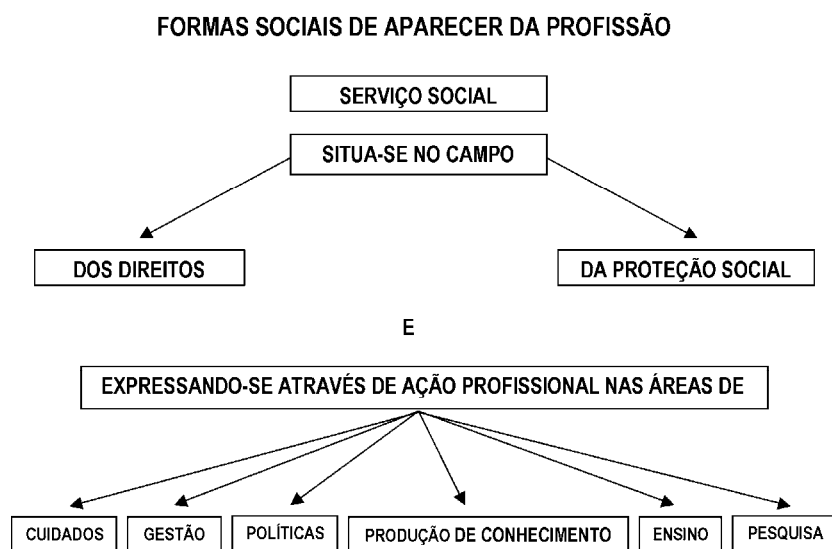 FORMAS SOCIAIS DE APARECER DA PROFISSÃO
SERVIÇO SOCIAL
SITUA-SE NO CAMPO
DOS DIREITOS
DA PROTEÇÃO SOCIAL
E
EXPRESSANDO-SE ATRAVÉS DE AÇÃO PROFISSIONAL NAS ÁREAS DE
CUIDADOS
GESTÃO
POLÍTICAS
PRODUÇÃO DE CONHECIMENTO
ENSINO
PESQUISA